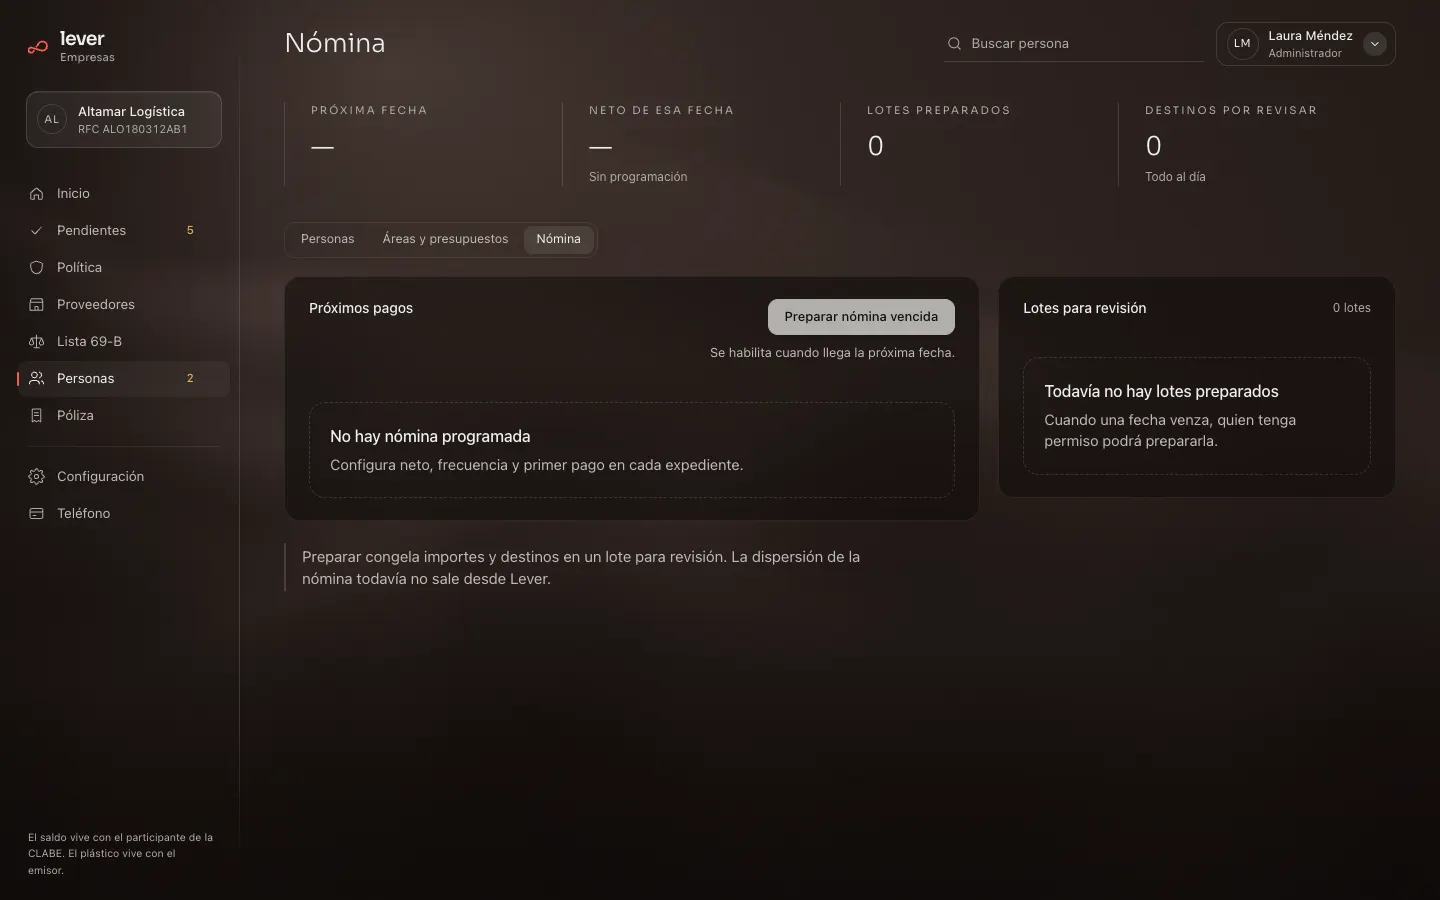 lever
Empresas
AL
Altamar Logística
RFC ALO180312AB1
Inicio
Pendientes 5
Política
Proveedores
Lista 69-B
Personas 2
Póliza
Configuración
Teléfono
El saldo vive con el participante de la
CLABE. El plástico vive con el
emisor.
Nómina
Buscar persona
LM
Laura Méndez
Administrador
PRÓXIMA FECHA
—
NETO DE ESA FECHA
—
Sin programación
LOTES PREPARADOS
0
DESTINOS POR REVISAR
0
Todo al día
Personas
Áreas y presupuestos
Nómina
Próximos pagos
Preparar nómina vencida
Se habilita cuando llega la próxima fecha.
No hay nómina programada
Configura neto, frecuencia y primer pago en cada expediente.
Lotes para revisión
0 lotes
Todavía no hay lotes preparados
Cuando una fecha venza, quien tenga
permiso podrá prepararla.
Preparar congela importes y destinos en un lote para revisión. La dispersión de la
nómina todavía no sale desde Lever.